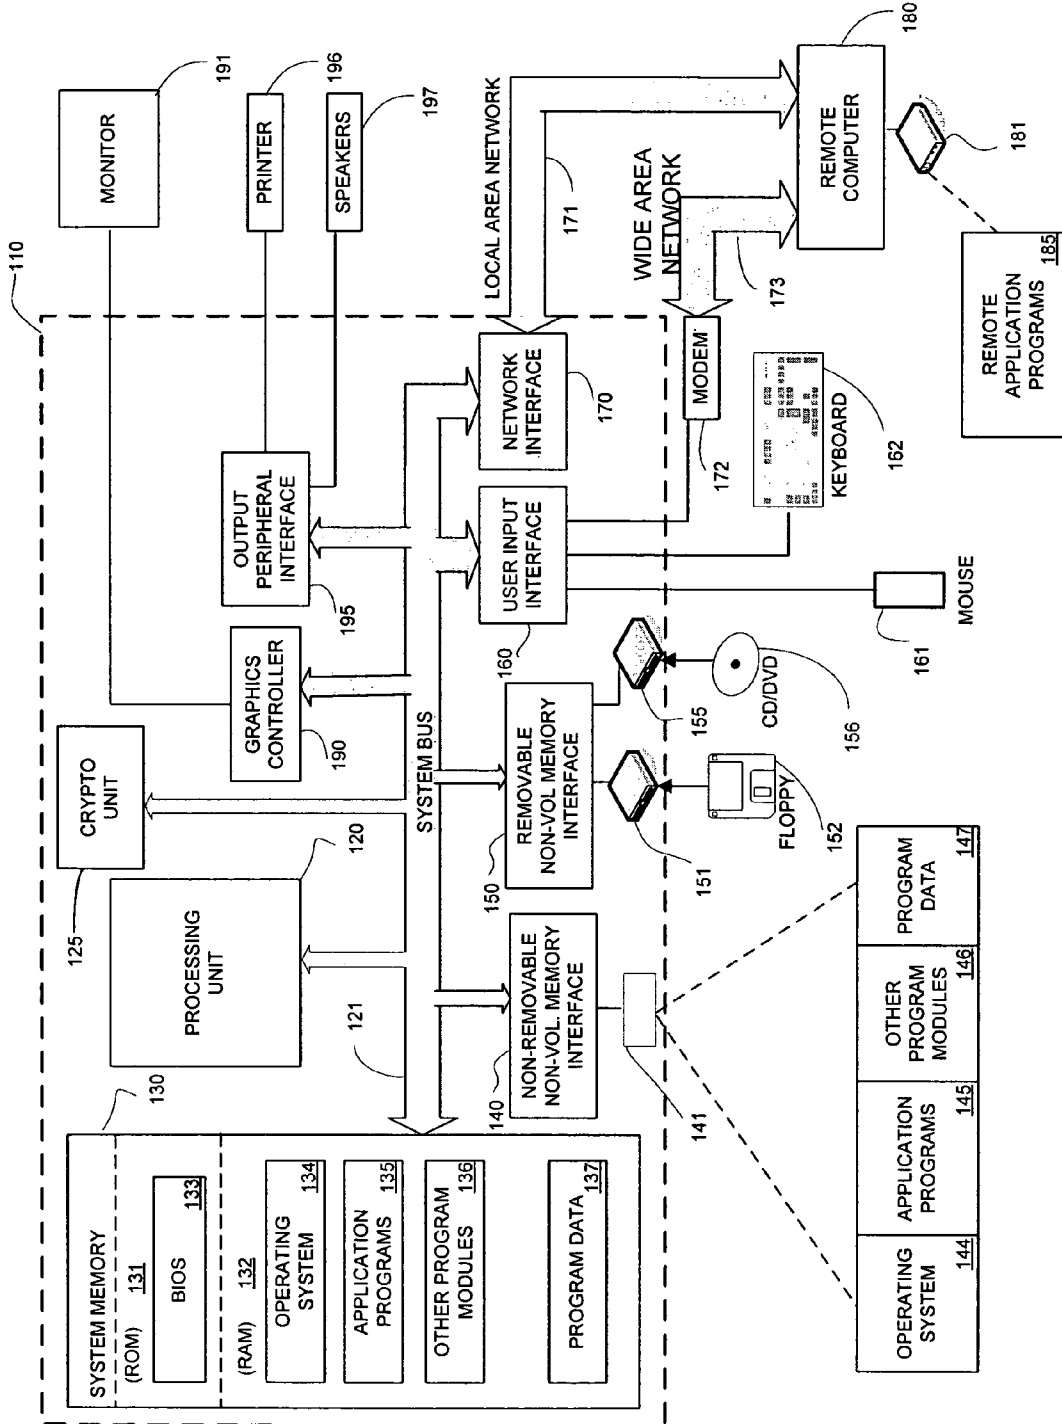 110
SYSTEM MEMORY
(ROM) 131
BIOS
133
(RAM) 132
OPERATING
SYSTEM
134
APPLICATION
PROGRAMS
135
OTHER PROGRAM
MODULES
136
PROGRAM DATA
137
130
PROCESSING
UNIT
120
121
CRYPTO
UNIT
125
GRAPHICS
CONTROLLER
190
OUTPUT
PERIPHERAL
INTERFACE
195
MONITOR
191
PRINTER
196
SPEAKERS
197
SYSTEM BUS
NON-REMOVABLE
NON-VOL. MEMORY
INTERFACE
140
141
REMOVABLE
NON-VOL MEMORY
INTERFACE
150
151
155
USER INPUT
INTERFACE
160
NETWORK
INTERFACE
170
LOCAL AREA NETWORK
171
WIDE AREA
NETWORK
173
MODEM
172
FLOPPY
152
CD/DVD
156
MOUSE
161
KEYBOARD
162
REMOTE
COMPUTER
180
181
REMOTE
APPLICATION
PROGRAMS
185
OPERATING
SYSTEM
144
APPLICATION
PROGRAMS
145
OTHER
PROGRAM
MODULES
146
PROGRAM
DATA
147